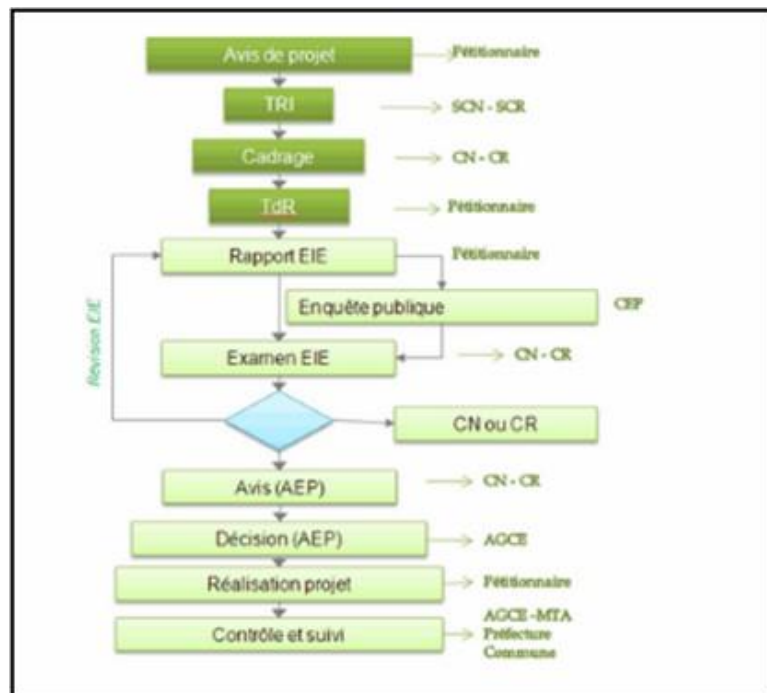 Avis de projet
Pétitionnaire
TRI
SCN - SCR
Cadrage
CN - CR
TdR
Pétitionnaire
Rapport EIE
Pétitionnaire
Révision EIE
Enquête publique
CEP
Examen EIE
CN - CR
CN ou CR
Avis (AEP)
CN - CR
Décision (AEP)
AGCE
Réalisation projet
Pétitionnaire
Contrôle et suivi
AGCE -MTA
Préfecture
Commune